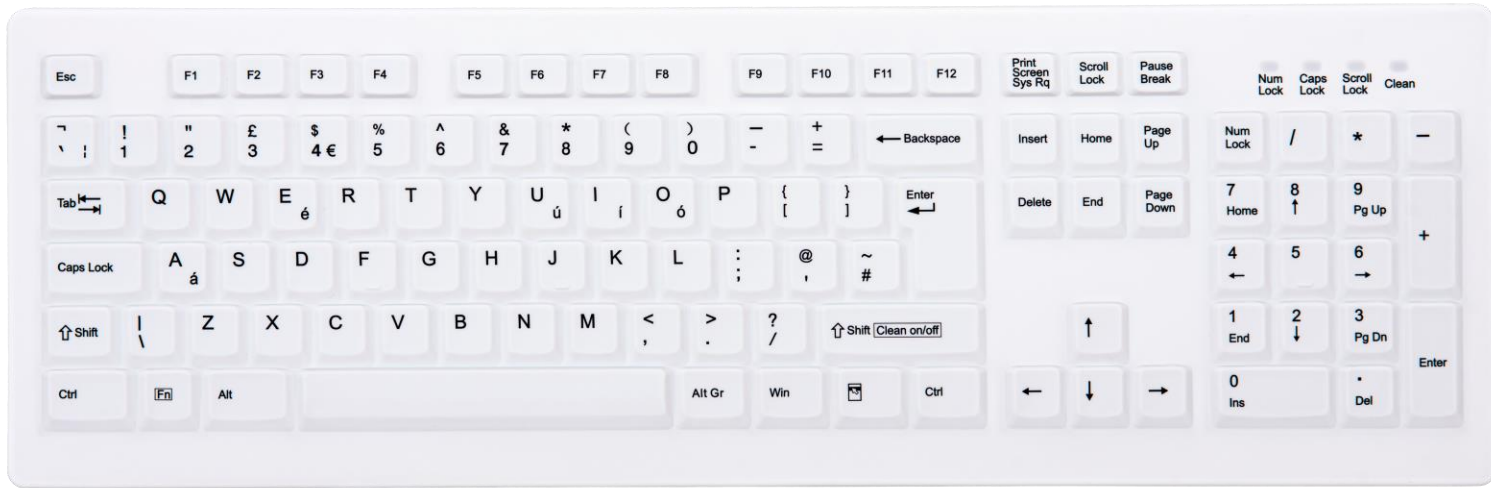 Esc F1 F2 F3 F4 F5 F6 F7 F8 F9 F10 F11 F12 Print Screen Sys Rq Scroll Lock Pause Break Num Lock Caps Lock Scroll Lock Clean
¬ ` ¦ ! 1 " 2 £ 3 $ 4 € % 5 ^ 6 & 7 * 8 ( 9 ) 0 — - + = ← Backspace Insert Home Page Up Num Lock / * −
Tab Q W E é R T Y U ú I í O ó P { [ } ] Enter ↵ Delete End Page Down 7 Home 8 ↑ 9 Pg Up +
Caps Lock A á S D F G H J K L : ; @ ' ~ # 4 ← 5 6 →
⇧ Shift | \ Z X C V B N M < , > . ? / ⇧ Shift Clean on/off ↑ 1 End 2 ↓ 3 Pg Dn Enter
Ctrl Fn Alt Alt Gr Win Ctrl ← ↓ → 0 Ins . Del